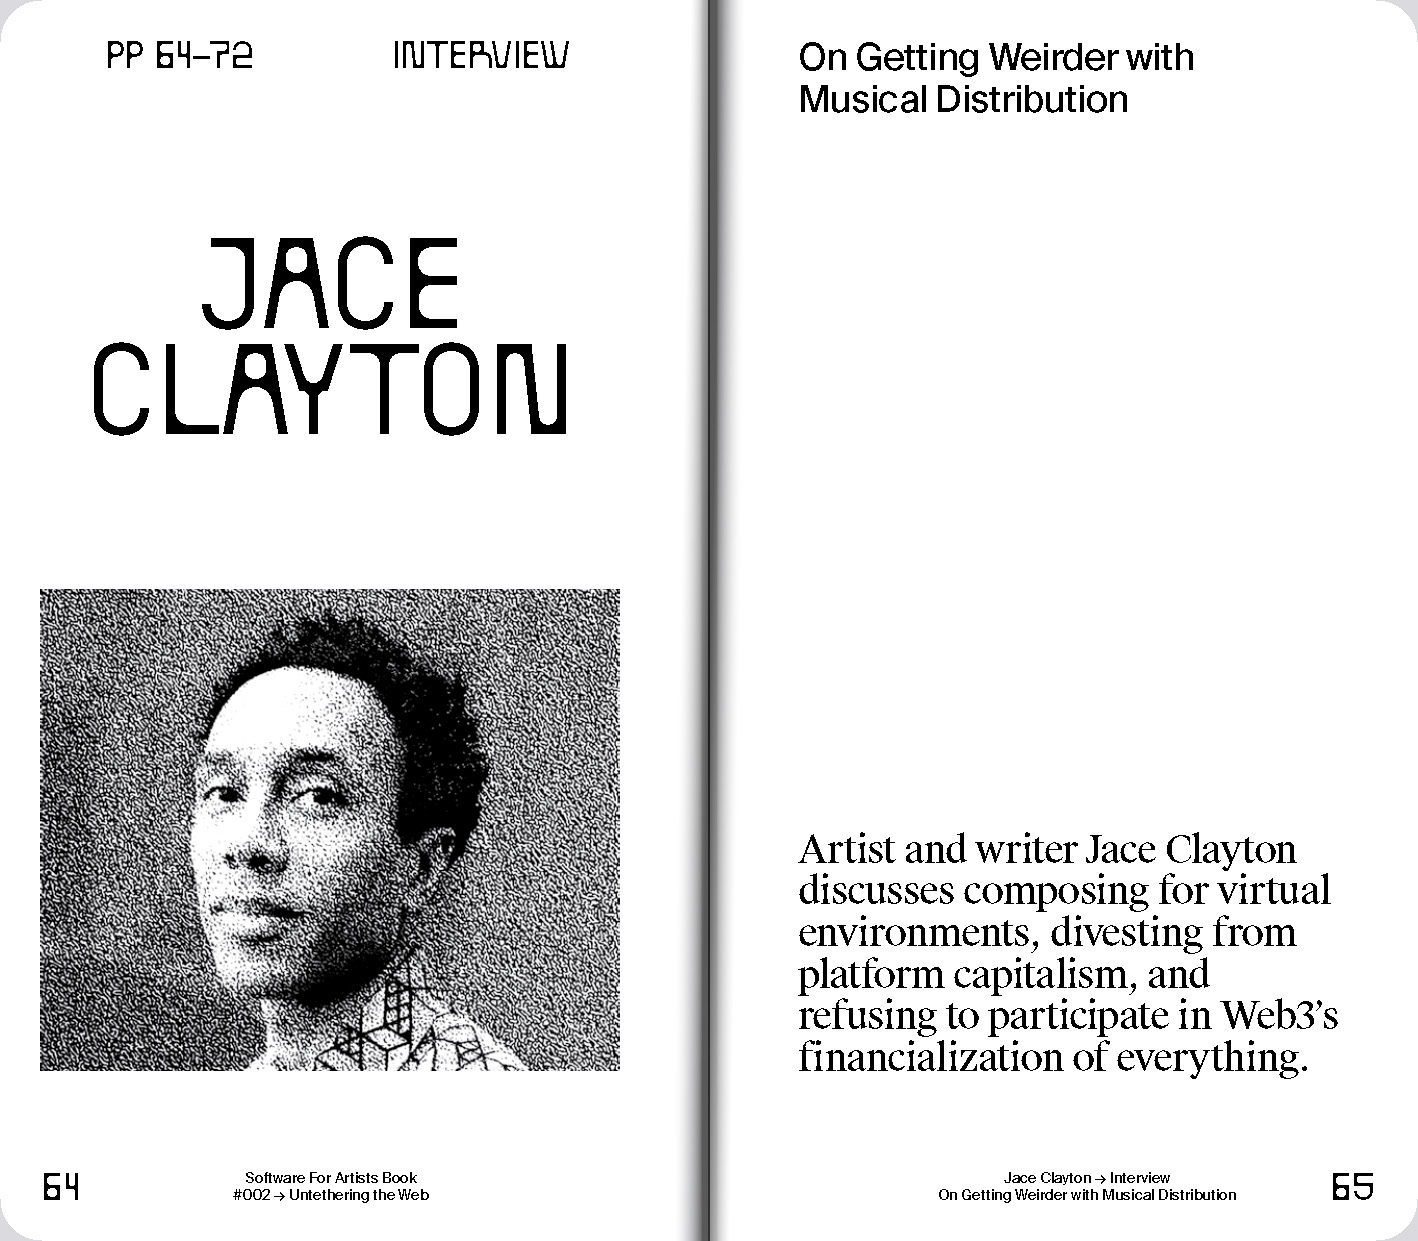 PP 64–72
INTERVIEW
JACE
CLAYTON
64
Software For Artists Book
#002 → Untethering the Web
On Getting Weirder with
Musical Distribution
Artist and writer Jace Clayton
discusses composing for virtual
environments, divesting from
platform capitalism, and
refusing to participate in Web3’s
financialization of everything.
Jace Clayton → Interview
On Getting Weirder with Musical Distribution
65